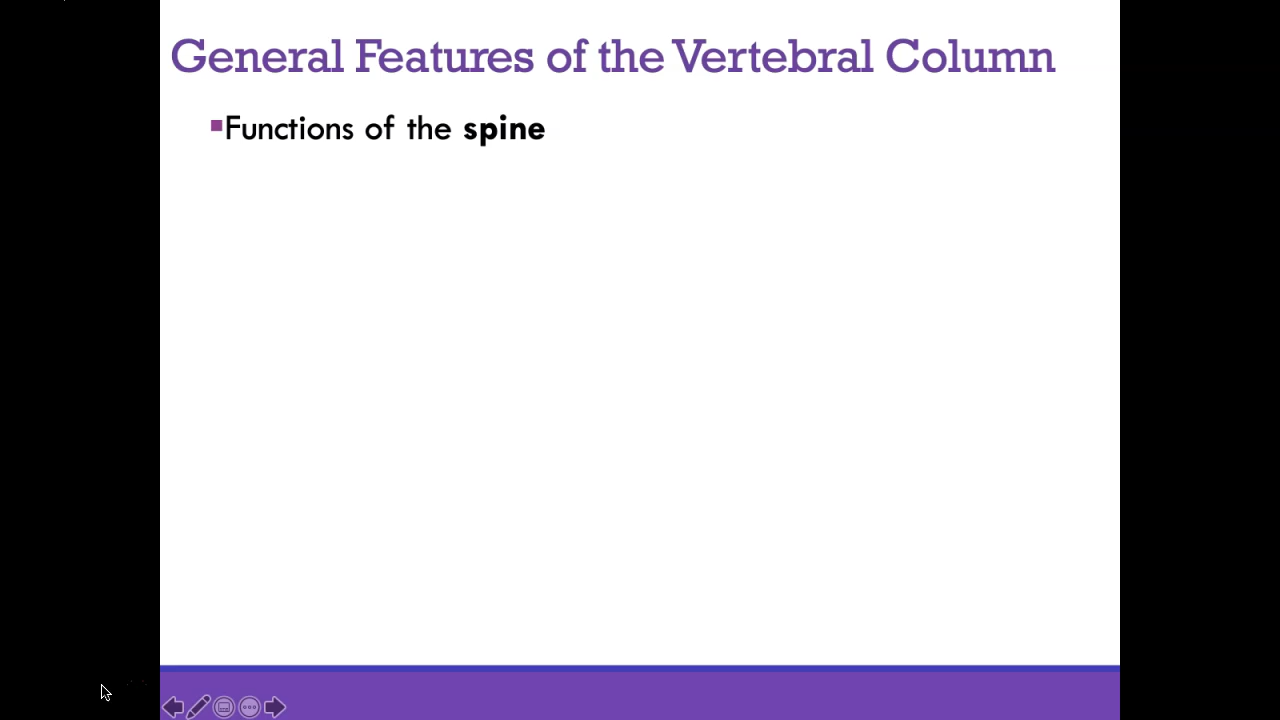 General Features of the Vertebral Column
Functions of the spine